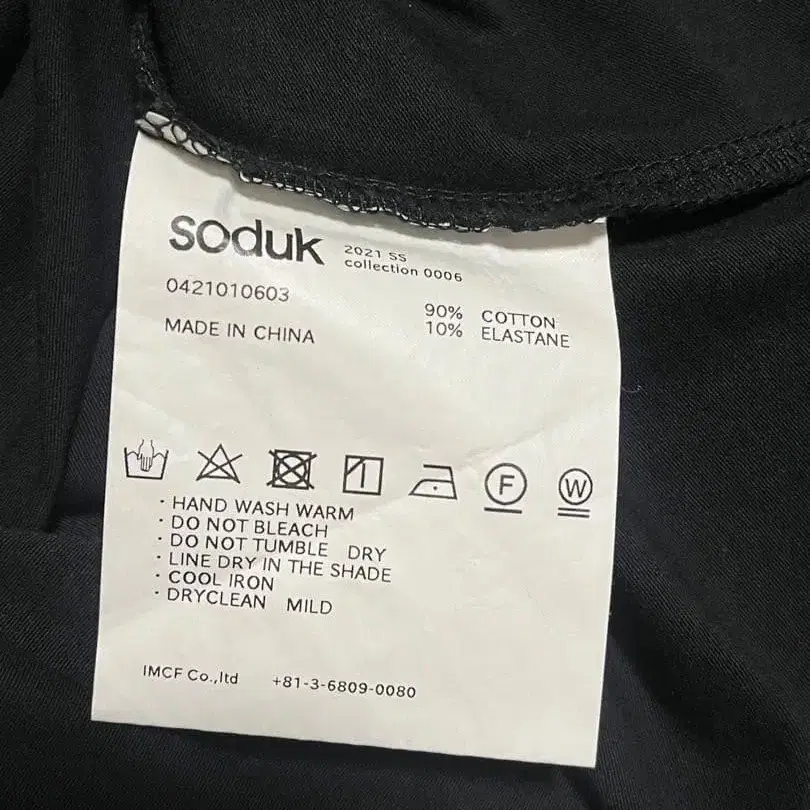 soduk
2021 SS
collection 0006
0421010603
MADE IN CHINA
90% COTTON
10% ELASTANE
F
W
· HAND WASH WARM
· DO NOT BLEACH
· DO NOT TUMBLE DRY
· LINE DRY IN THE SHADE
· COOL IRON
· DRYCLEAN MILD
IMCF Co.,ltd +81-3-6809-0080